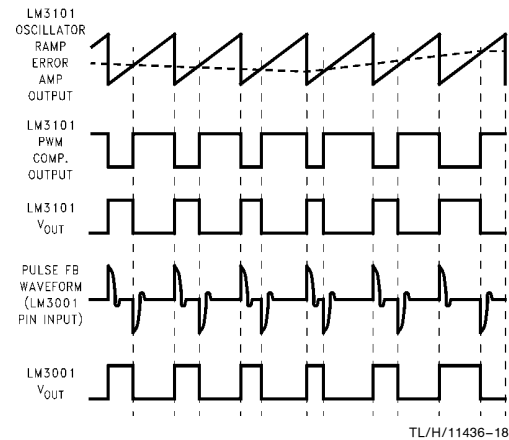 LM3101
OSCILLATOR
RAMP
ERROR
AMP
OUTPUT
LM3101
PWM
COMP.
OUTPUT
LM3101
VOUT
PULSE FB
WAVEFORM
(LM3001
PIN INPUT)
LM3001
VOUT
TL/H/11436–18